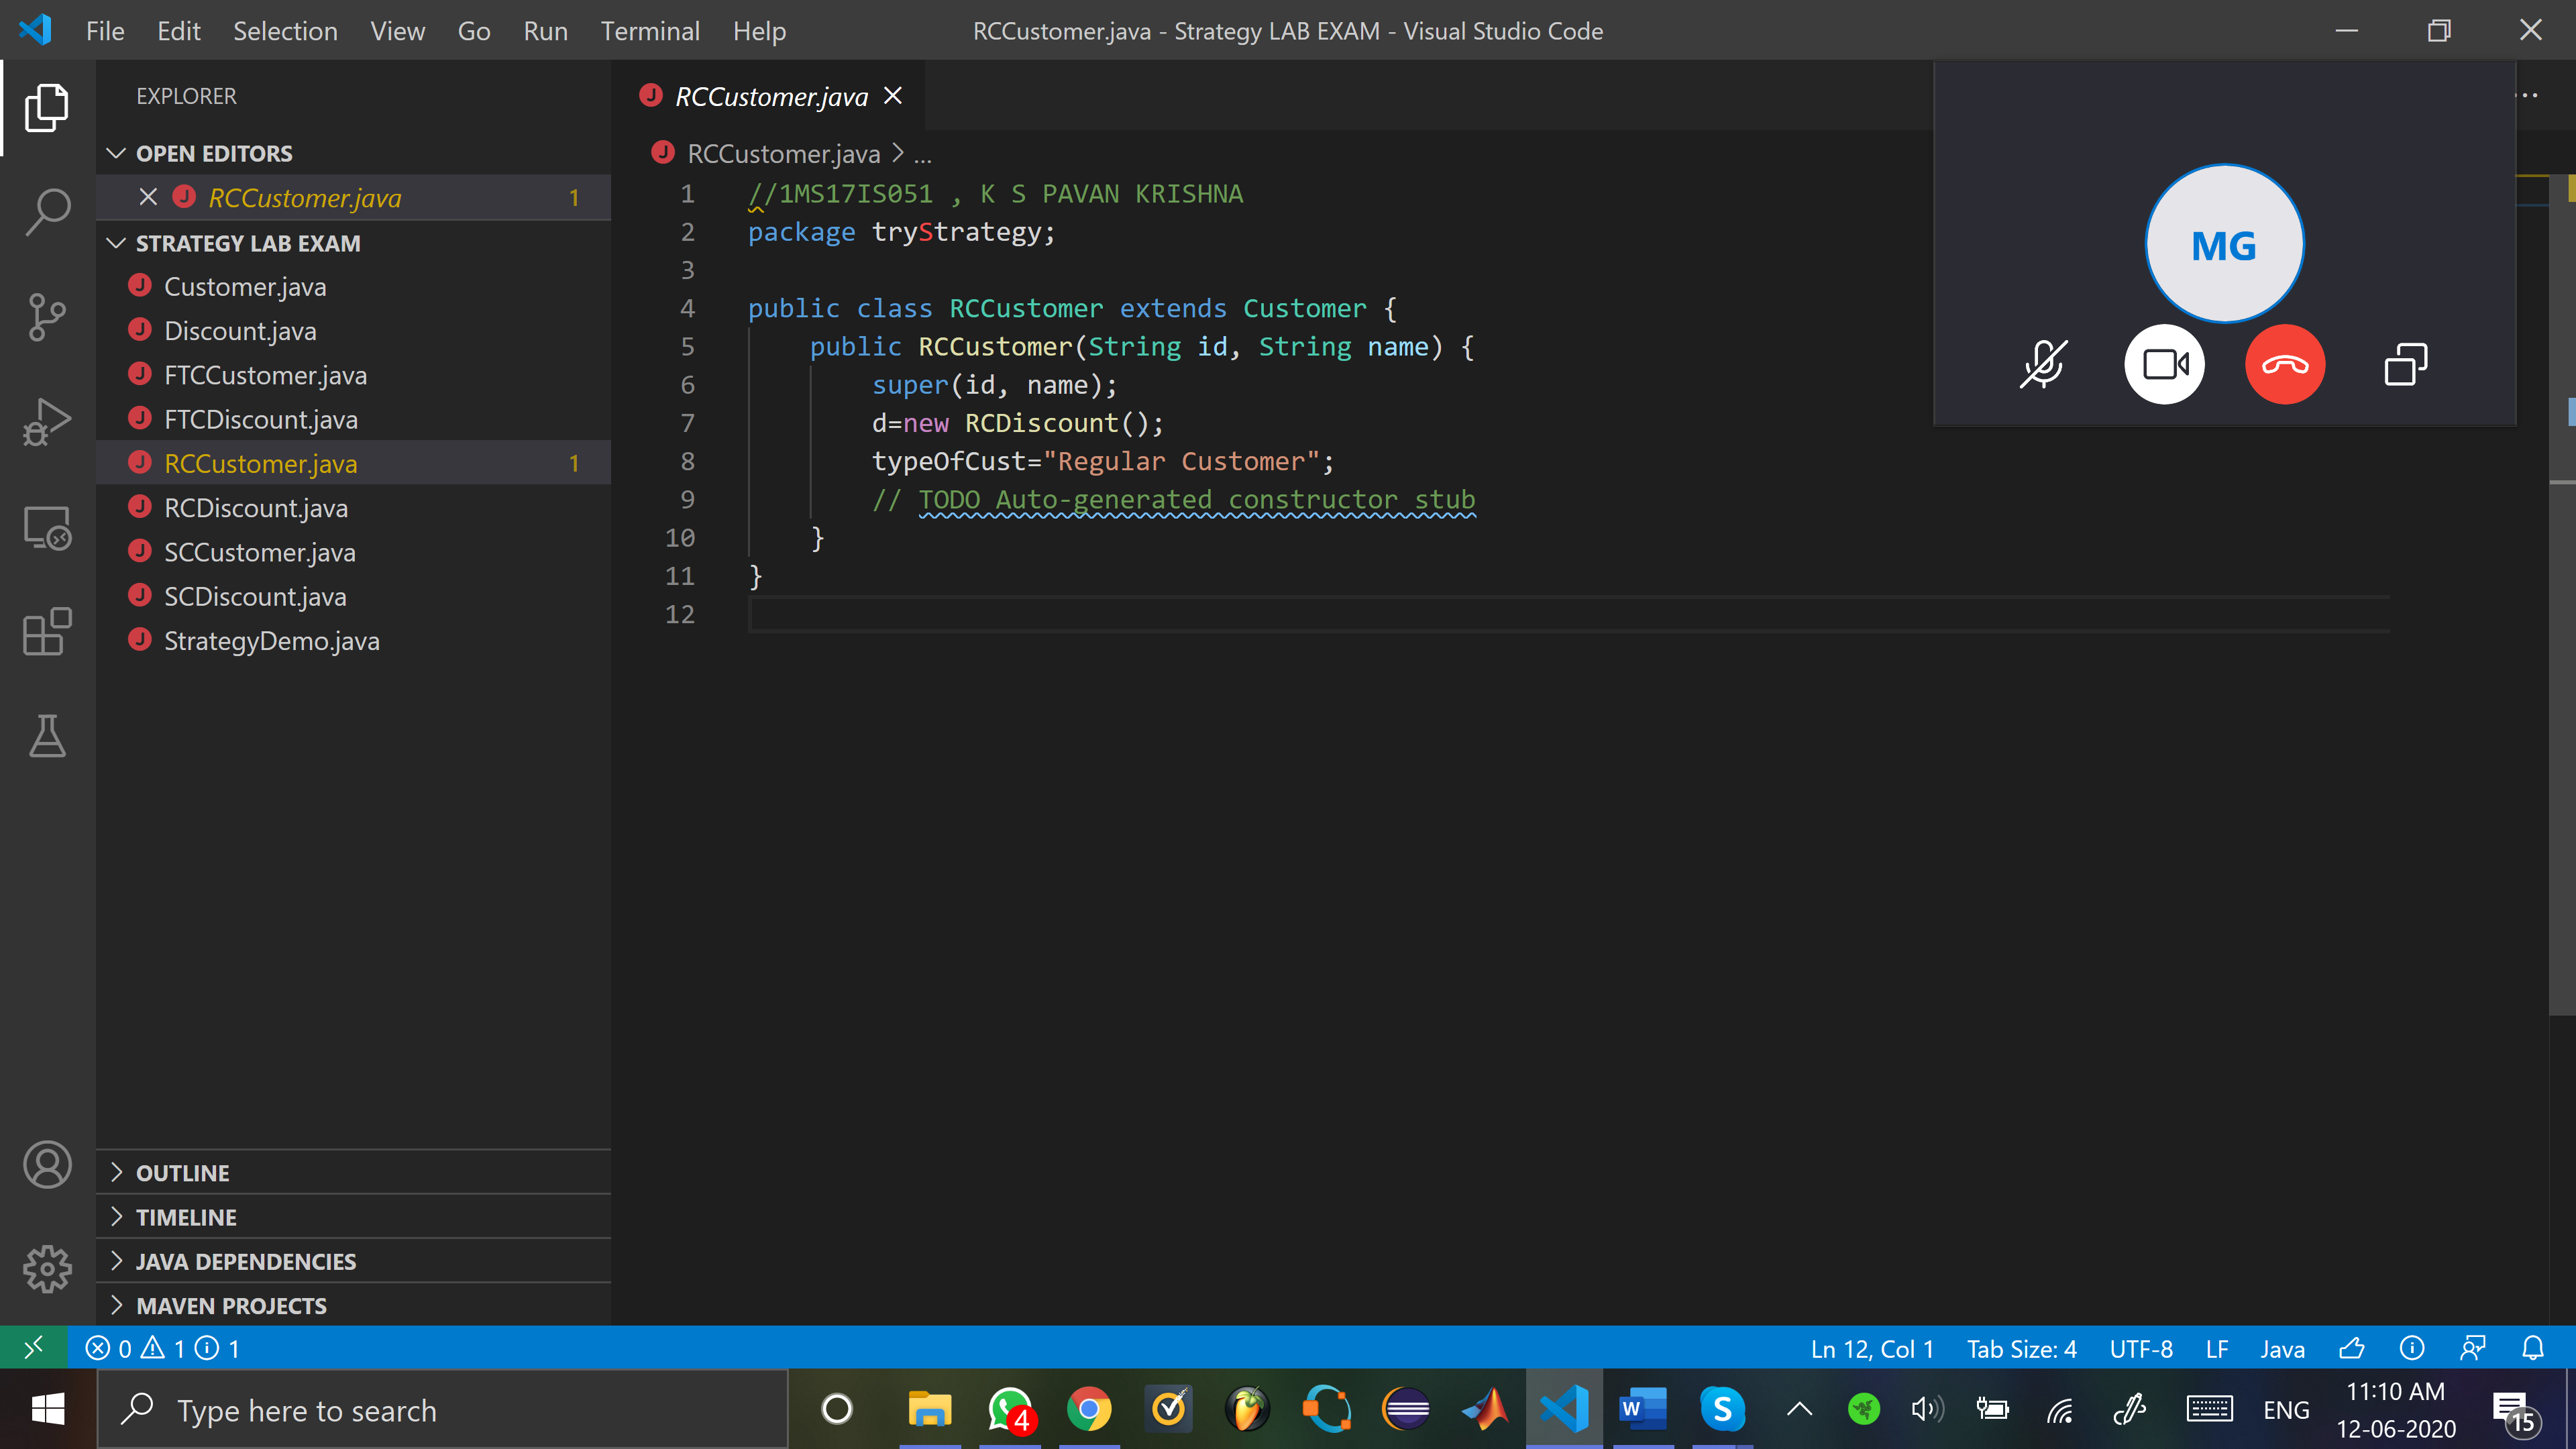 File Edit Selection View Go Run Terminal Help
RCCustomer.java - Strategy LAB EXAM - Visual Studio Code
EXPLORER
OPEN EDITORS
RCCustomer.java 1
STRATEGY LAB EXAM
Customer.java
Discount.java
FTCCustomer.java
FTCDiscount.java
RCCustomer.java 1
RCDiscount.java
SCCustomer.java
SCDiscount.java
StrategyDemo.java
OUTLINE
TIMELINE
JAVA DEPENDENCIES
MAVEN PROJECTS
RCCustomer.java
RCCustomer.java > ...
1 //1MS17IS051 , K S PAVAN KRISHNA
2 package tryStrategy;
3
4 public class RCCustomer extends Customer {
5 public RCCustomer(String id, String name) {
6 super(id, name);
7 d=new RCDiscount();
8 typeOfCust="Regular Customer";
9 // TODO Auto-generated constructor stub
10 }
11 }
12
MG
0 1 1
Ln 12, Col 1 Tab Size: 4 UTF-8 LF Java
Type here to search
4
W
S
ENG
11:10 AM
12-06-2020
15